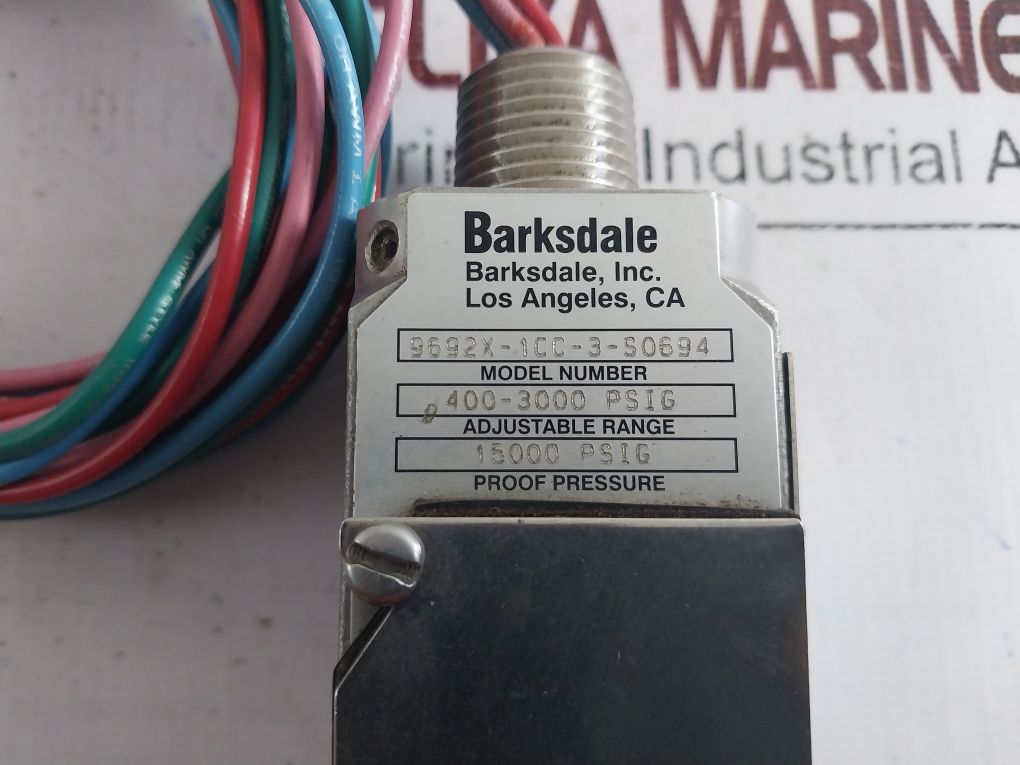 MARINE
Industrial A
Barksdale
Barksdale, Inc.
Los Angeles, CA
9692X-1CC-3-S0694
MODEL NUMBER
400-3000 PSIG
ADJUSTABLE RANGE
15000 PSIG
PROOF PRESSURE